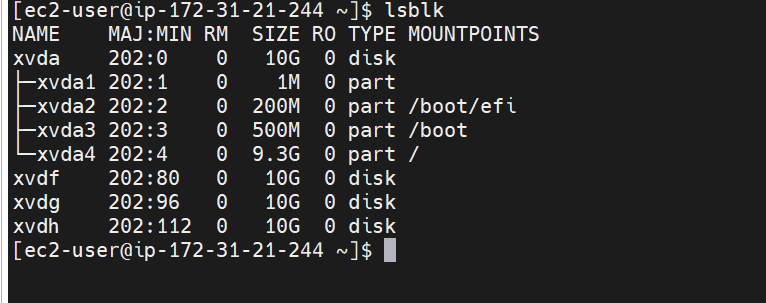 [ec2-user@ip-172-31-21-244 ~]$ lsblk
NAME    MAJ:MIN RM  SIZE RO TYPE MOUNTPOINTS
xvda    202:0    0   10G  0 disk
├─xvda1 202:1    0    1M  0 part
├─xvda2 202:2    0  200M  0 part /boot/efi
├─xvda3 202:3    0  500M  0 part /boot
└─xvda4 202:4    0  9.3G  0 part /
xvdf    202:80   0   10G  0 disk
xvdg    202:96   0   10G  0 disk
xvdh    202:112  0   10G  0 disk
[ec2-user@ip-172-31-21-244 ~]$